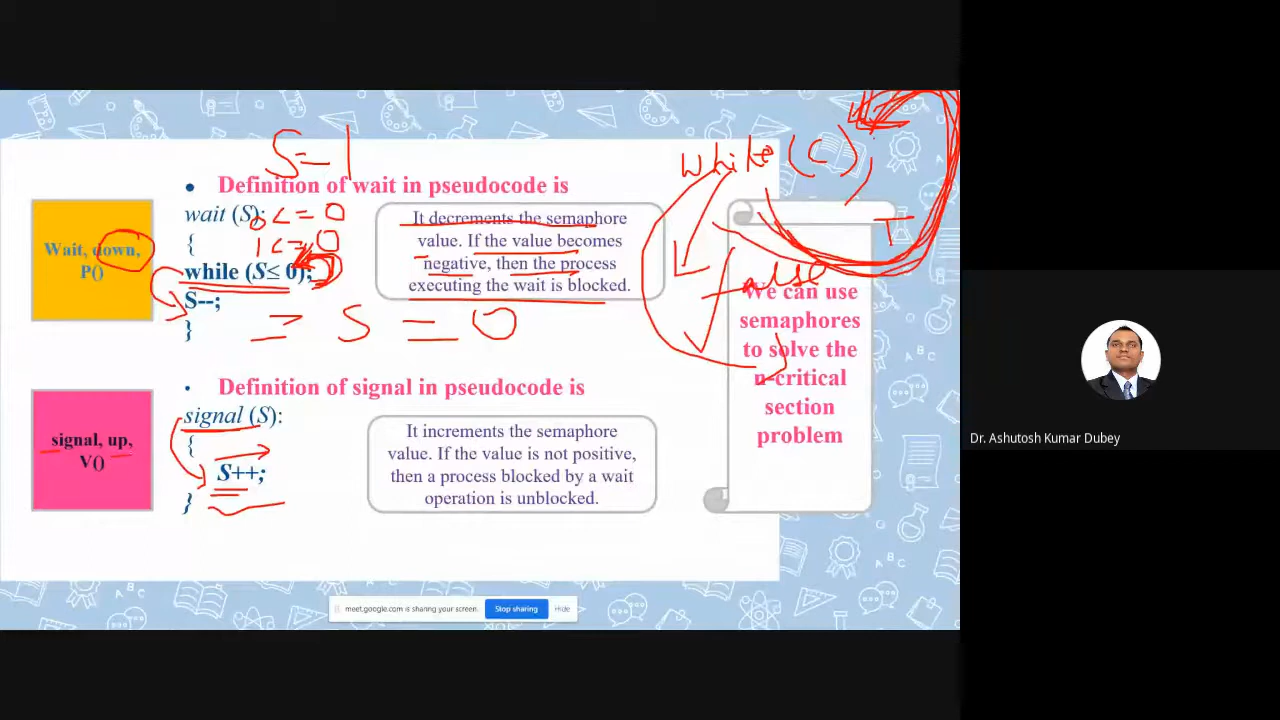 S=1
while (C);
• Definition of wait in pseudocode is
Wait, down,
P()
wait (S):
0 <= 0
{
1 <= 0
while (S≤ 0);
S--;
}
= S = 0
It decrements the semaphore
value. If the value becomes
negative, then the process
executing the wait is blocked.
T
False
We can use
semaphores
to solve the
n-critical
section
problem
• Definition of signal in pseudocode is
signal, up,
V()
signal (S):
{
S++;
}
It increments the semaphore
value. If the value is not positive,
then a process blocked by a wait
operation is unblocked.
Dr. Ashutosh Kumar Dubey
meet.google.com is sharing your screen.
Stop sharing
Hide